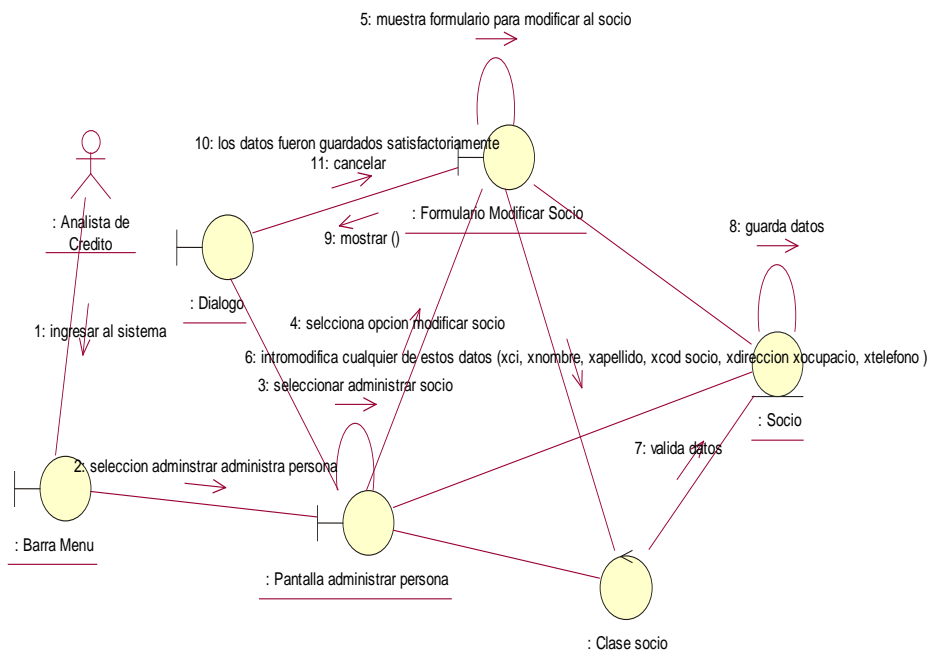 5: muestra formulario para modificar al socio
10: los datos fueron guardados satisfactoriamente
11: cancelar
: Analista de
Credito
: Formulario Modificar Socio
9: mostrar ()
8: guarda datos
: Dialogo
1: ingresar al sistema
4: selcciona opcion modificar socio
6: intromodifica cualquier de estos datos (xci, xnombre, xapellido, xcod socio, xdireccion xocupacio, xtelefono )
3: seleccionar administrar socio
: Socio
7: valida datos
2: seleccion adminstrar administra persona
: Barra Menu
: Pantalla administrar persona
: Clase socio